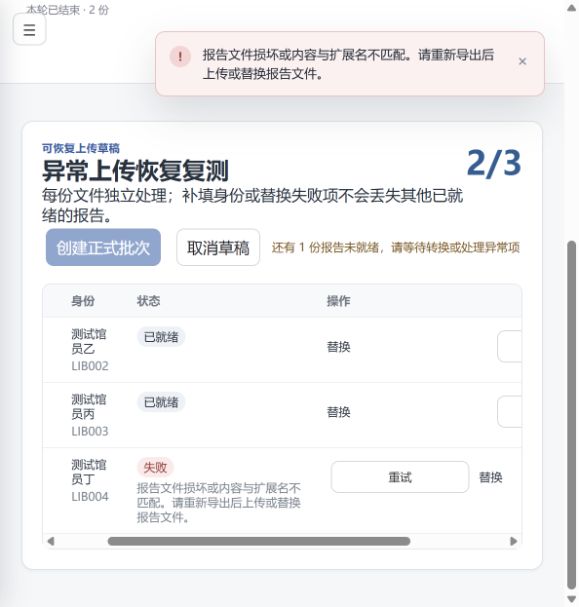 本轮已结束 · 2 份
☰
报告文件损坏或内容与扩展名不匹配。请重新导出后
上传或替换报告文件。
×
可恢复上传草稿
异常上传恢复复测
2/3
每份文件独立处理；补填身份或替换失败项不会丢失其他已就
绪的报告。
创建正式批次
取消草稿
还有 1 份报告未就绪，请等待转换或处理异常项
身份
状态
操作
测试馆
员乙
LIB002
已就绪
替换
测试馆
员丙
LIB003
已就绪
替换
测试馆
员丁
LIB004
失败
报告文件损坏或内容与扩展名不
匹配。请重新导出后上传或替换
报告文件。
重试
替换